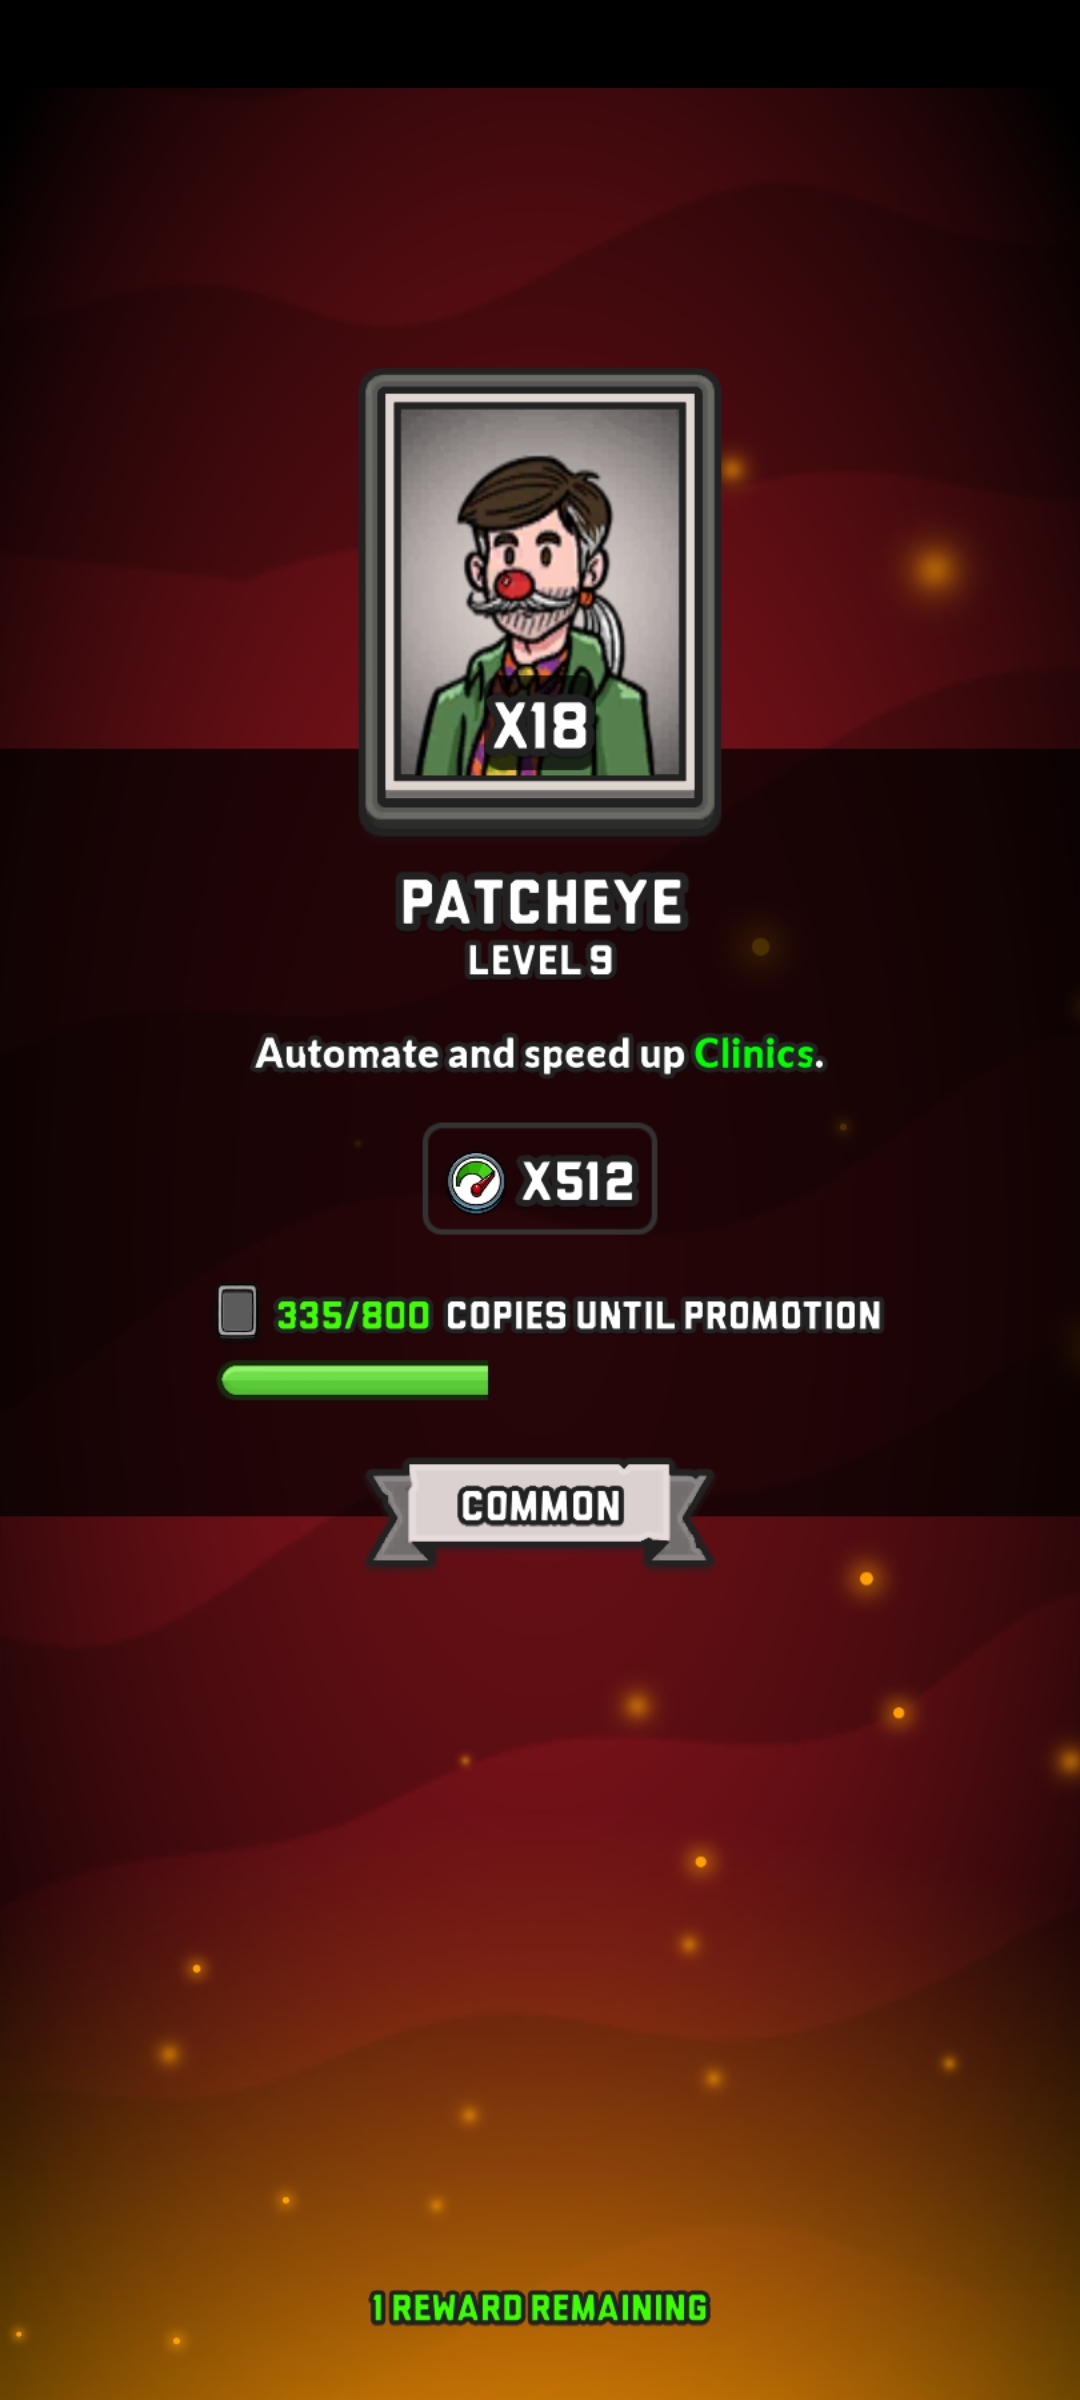 X18
PATCHEYE
LEVEL 9
Automate and speed up Clinics.
X512
335/800 COPIES UNTIL PROMOTION
COMMON
1 REWARD REMAINING